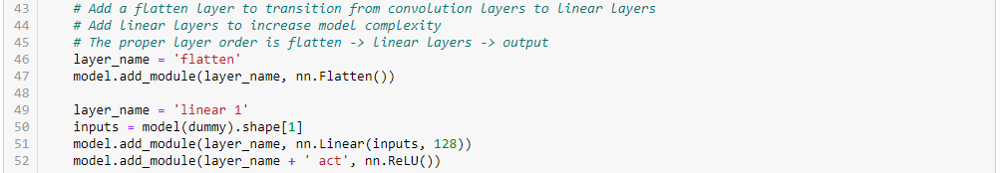 43 # Add a flatten layer to transition from convolution layers to linear layers
44 # Add linear layers to increase model complexity
45 # The proper layer order is flatten -> linear layers -> output
46 layer_name = 'flatten'
47 model.add_module(layer_name, nn.Flatten())
48
49 layer_name = 'linear 1'
50 inputs = model(dummy).shape[1]
51 model.add_module(layer_name, nn.Linear(inputs, 128))
52 model.add_module(layer_name + ' act', nn.ReLU())